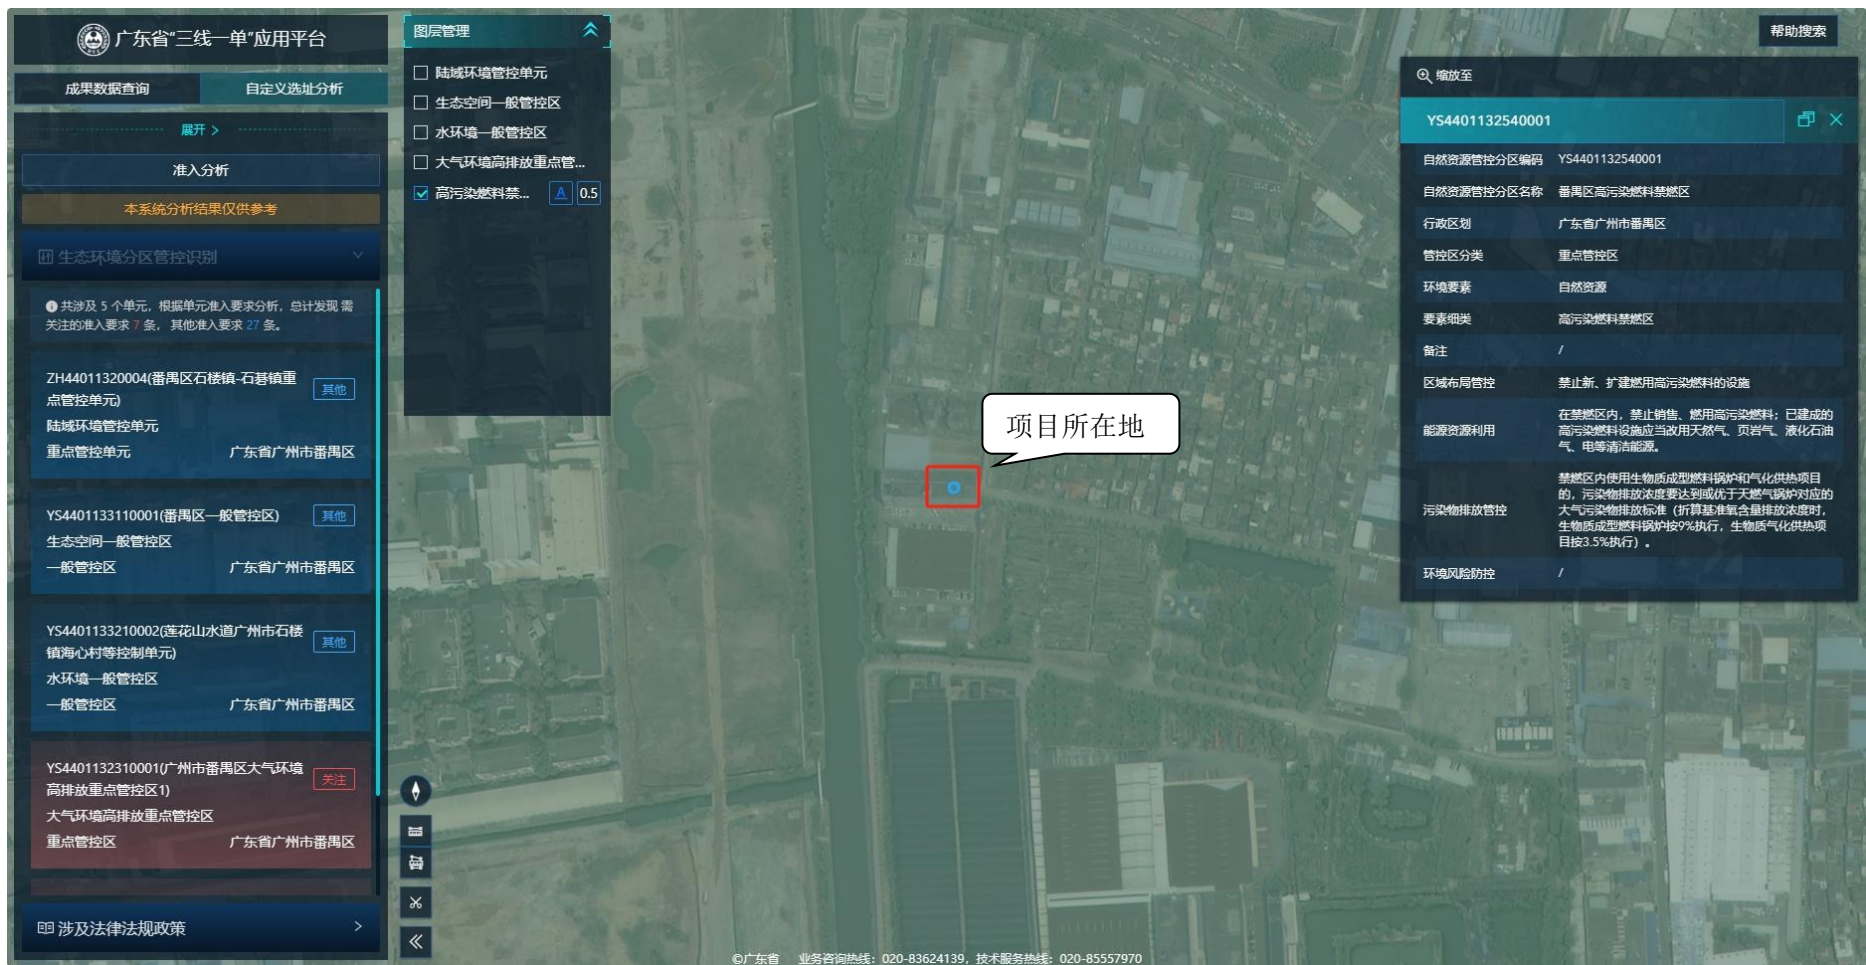 广东省“三线一单”应用平台
成果数据查询
自定义选址分析
展开 >
准入分析
本系统分析结果仅供参考
生态环境分区管控识别
共涉及 5 个单元，根据单元准入要求分析，总计发现 需
关注的准入要求 7 条， 其他准入要求 27 条。
ZH44011320004(番禺区石楼镇-石碁镇重
点管控单元)
其他
陆域环境管控单元
重点管控单元 广东省广州市番禺区
YS4401133110001(番禺区一般管控区)
其他
生态空间一般管控区
一般管控区 广东省广州市番禺区
YS4401133210002(莲花山水道广州市石楼
镇海心村等控制单元)
其他
水环境一般管控区
一般管控区 广东省广州市番禺区
YS4401132310001(广州市番禺区大气环境
高排放重点管控区1)
关注
大气环境高排放重点管控区
重点管控区 广东省广州市番禺区
涉及法律法规政策
图层管理
陆域环境管控单元
生态空间一般管控区
水环境一般管控区
大气环境高排放重点管...
高污染燃料禁... A 0.5
项目所在地
帮助搜索
缩放至
YS4401132540001
自然资源管控分区编码 YS4401132540001
自然资源管控分区名称 番禺区高污染燃料禁燃区
行政区划 广东省广州市番禺区
管控区分类 重点管控区
环境要素 自然资源
要素细类 高污染燃料禁燃区
备注 /
区域布局管控 禁止新、扩建燃用高污染燃料的设施
能源资源利用
在禁燃区内，禁止销售、燃用高污染燃料；已建成的
高污染燃料设施应当改用天然气、页岩气、液化石油
气、电等清洁能源。
污染物排放管控
禁燃区内使用生物质成型燃料锅炉和气化供热项目
的，污染物排放浓度要达到或优于天燃气锅炉对应的
大气污染物排放标准（折算基准氧含量排放浓度时，
生物质成型燃料锅炉按9%执行，生物质气化供热项
目按3.5%执行）。
环境风险防控 /
©广东省 业务咨询热线：020-83624139，技术服务热线：020-85557970